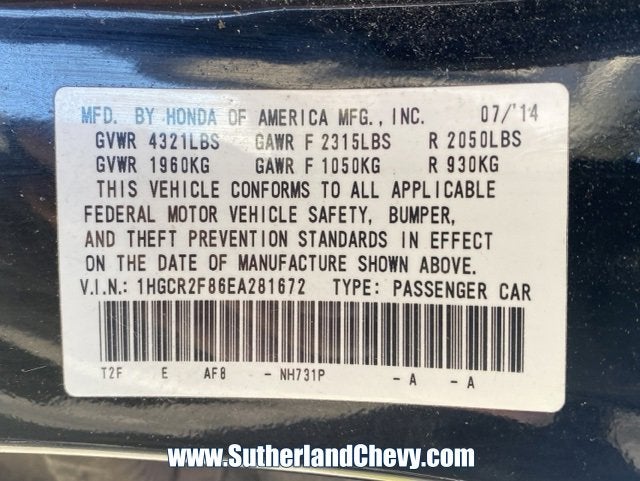 MFD. BY HONDA OF AMERICA MFG., INC. 07/'14
GVWR 4321LBS GAWR F 2315LBS R 2050LBS
GVWR 1960KG GAWR F 1050KG R 930KG
THIS VEHICLE CONFORMS TO ALL APPLICABLE
FEDERAL MOTOR VEHICLE SAFETY, BUMPER,
AND THEFT PREVENTION STANDARDS IN EFFECT
ON THE DATE OF MANUFACTURE SHOWN ABOVE.
V.I.N.: 1HGCR2F86EA281672 TYPE: PASSENGER CAR
T2F E AF8 - NH731P - A - A
www.SutherlandChevy.com